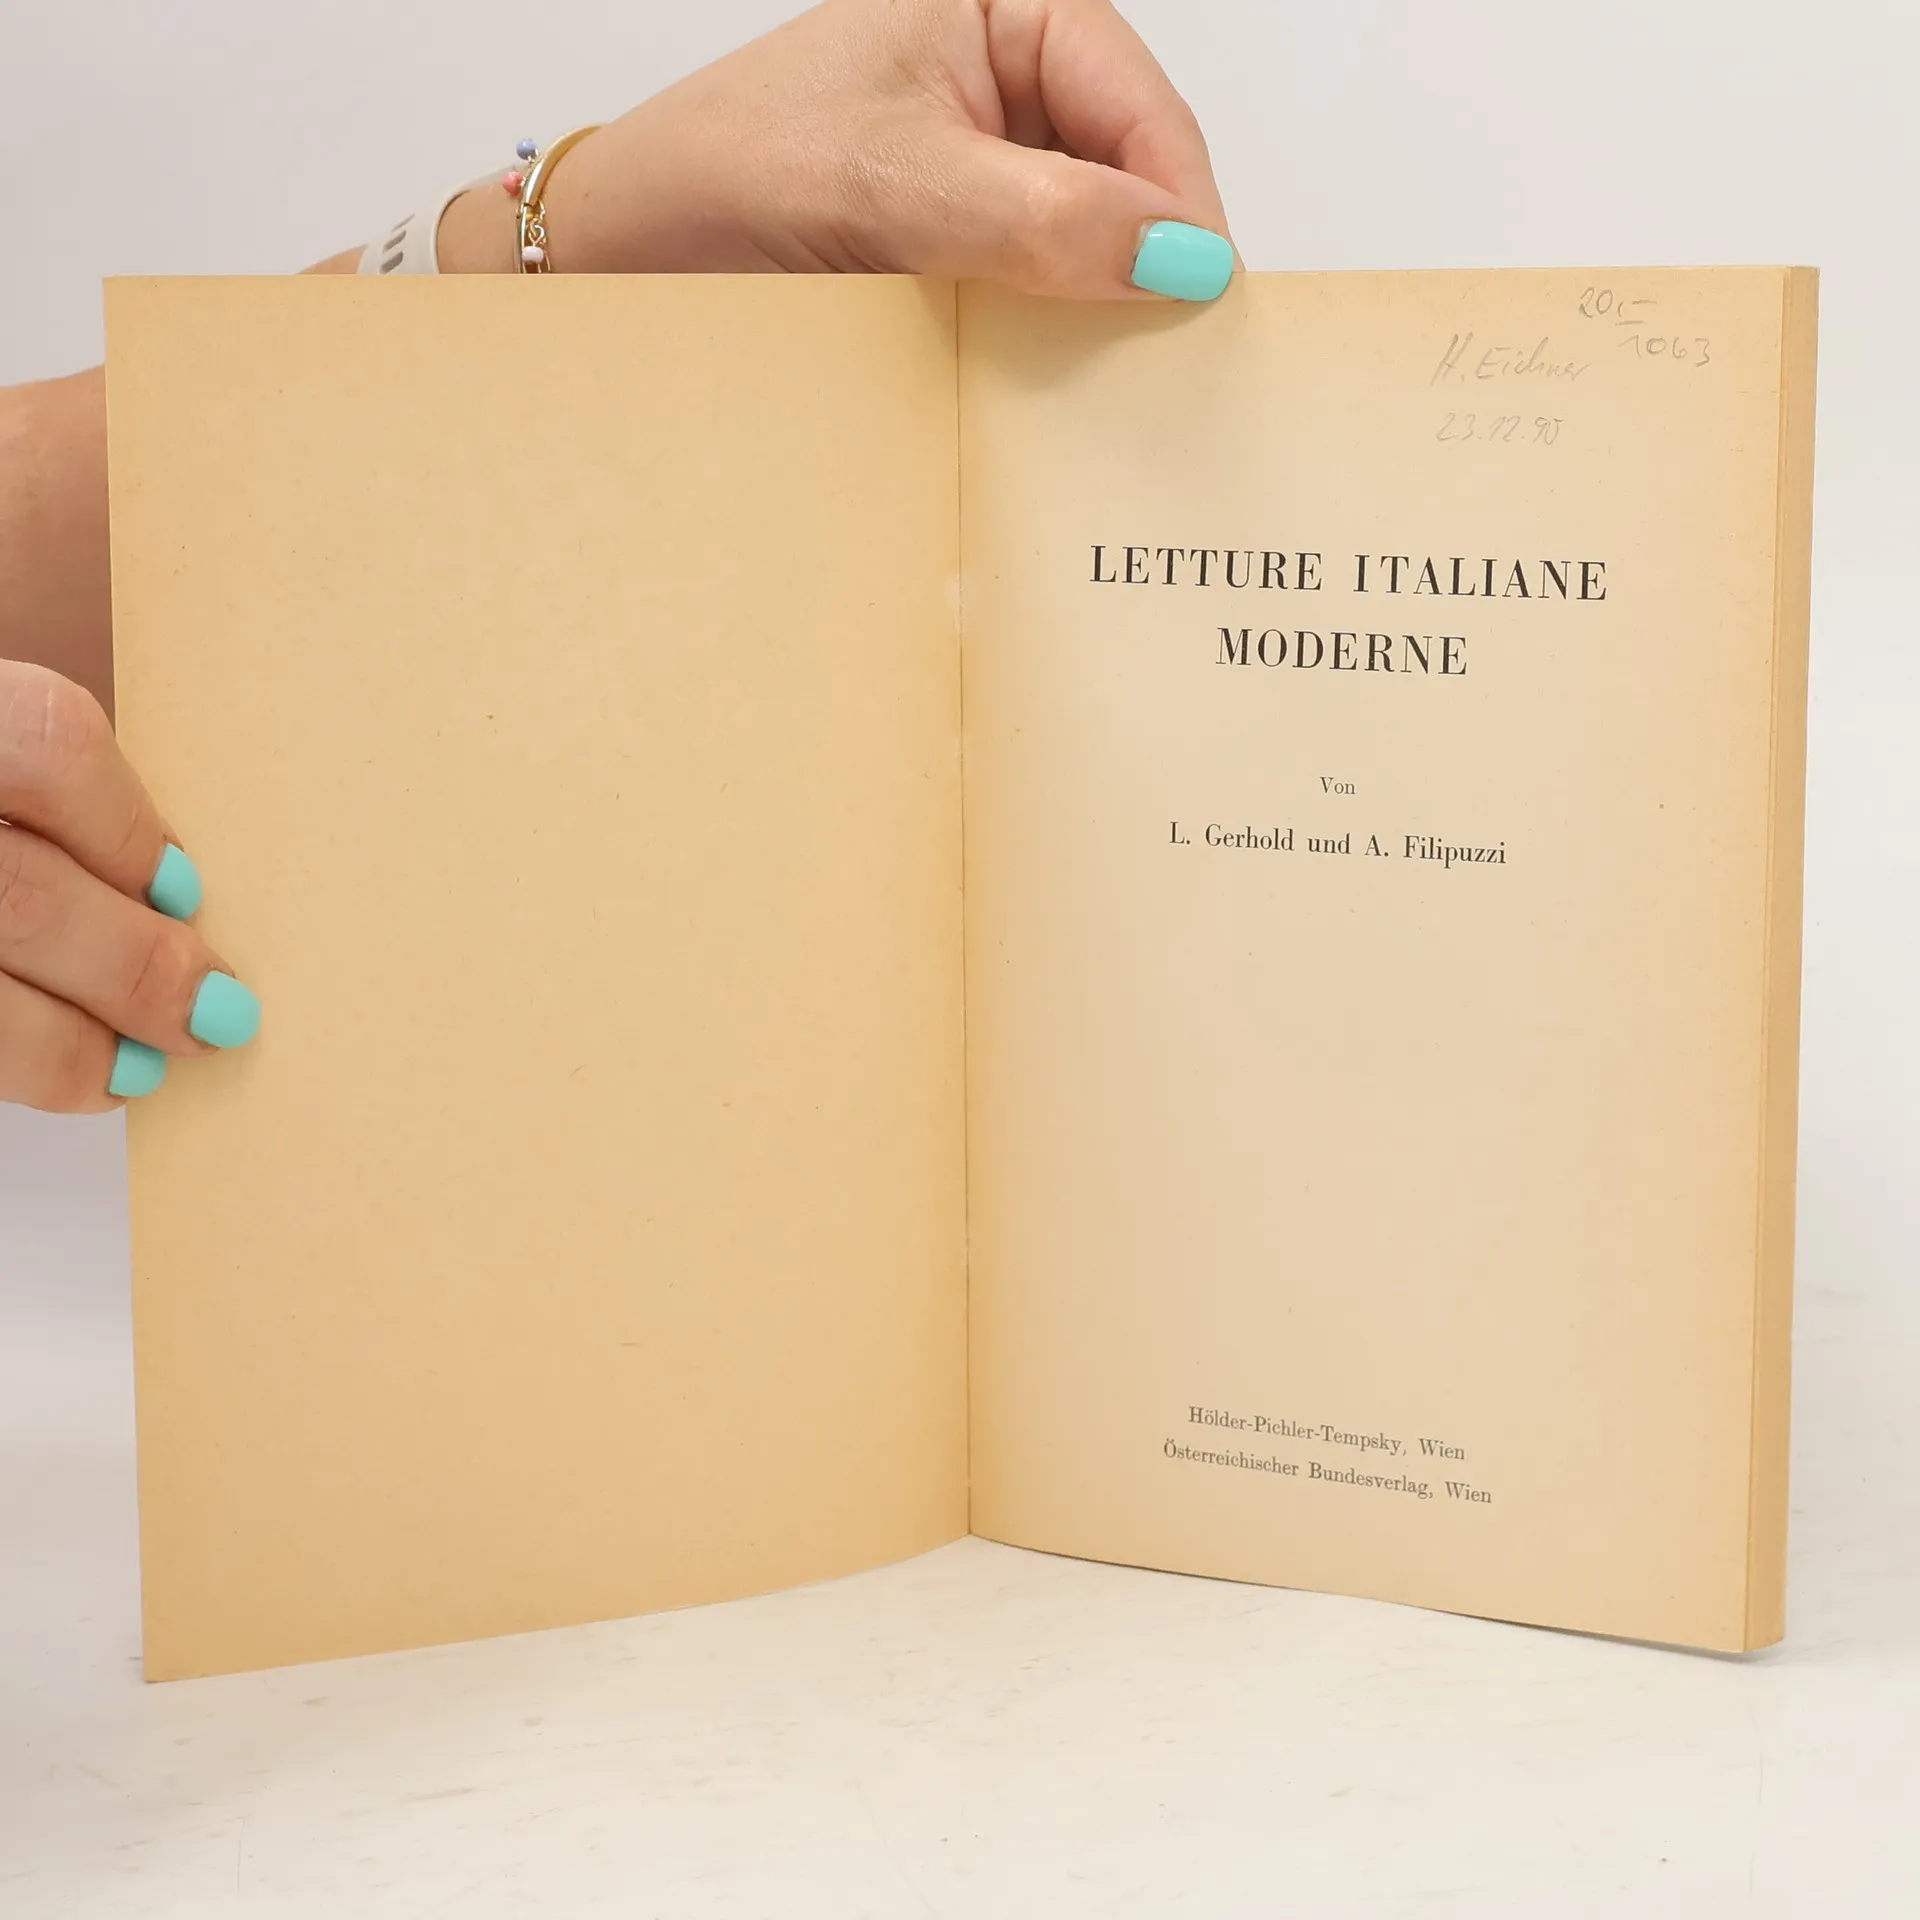 20,–
1063
H. Eichner
23.12.90
LETTURE ITALIANE
MODERNE
Von
L. Gerhold und A. Filipuzzi
Hölder-Pichler-Tempsky, Wien
Österreichischer Bundesverlag, Wien